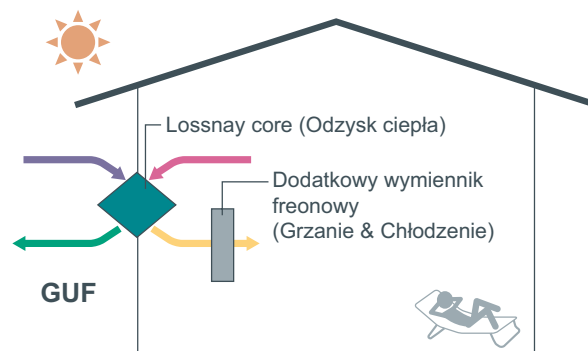 Lossnay core (Odzysk ciepła)
Dodatkowy wymiennik
freonowy
(Grzanie & Chłodzenie)
GUF